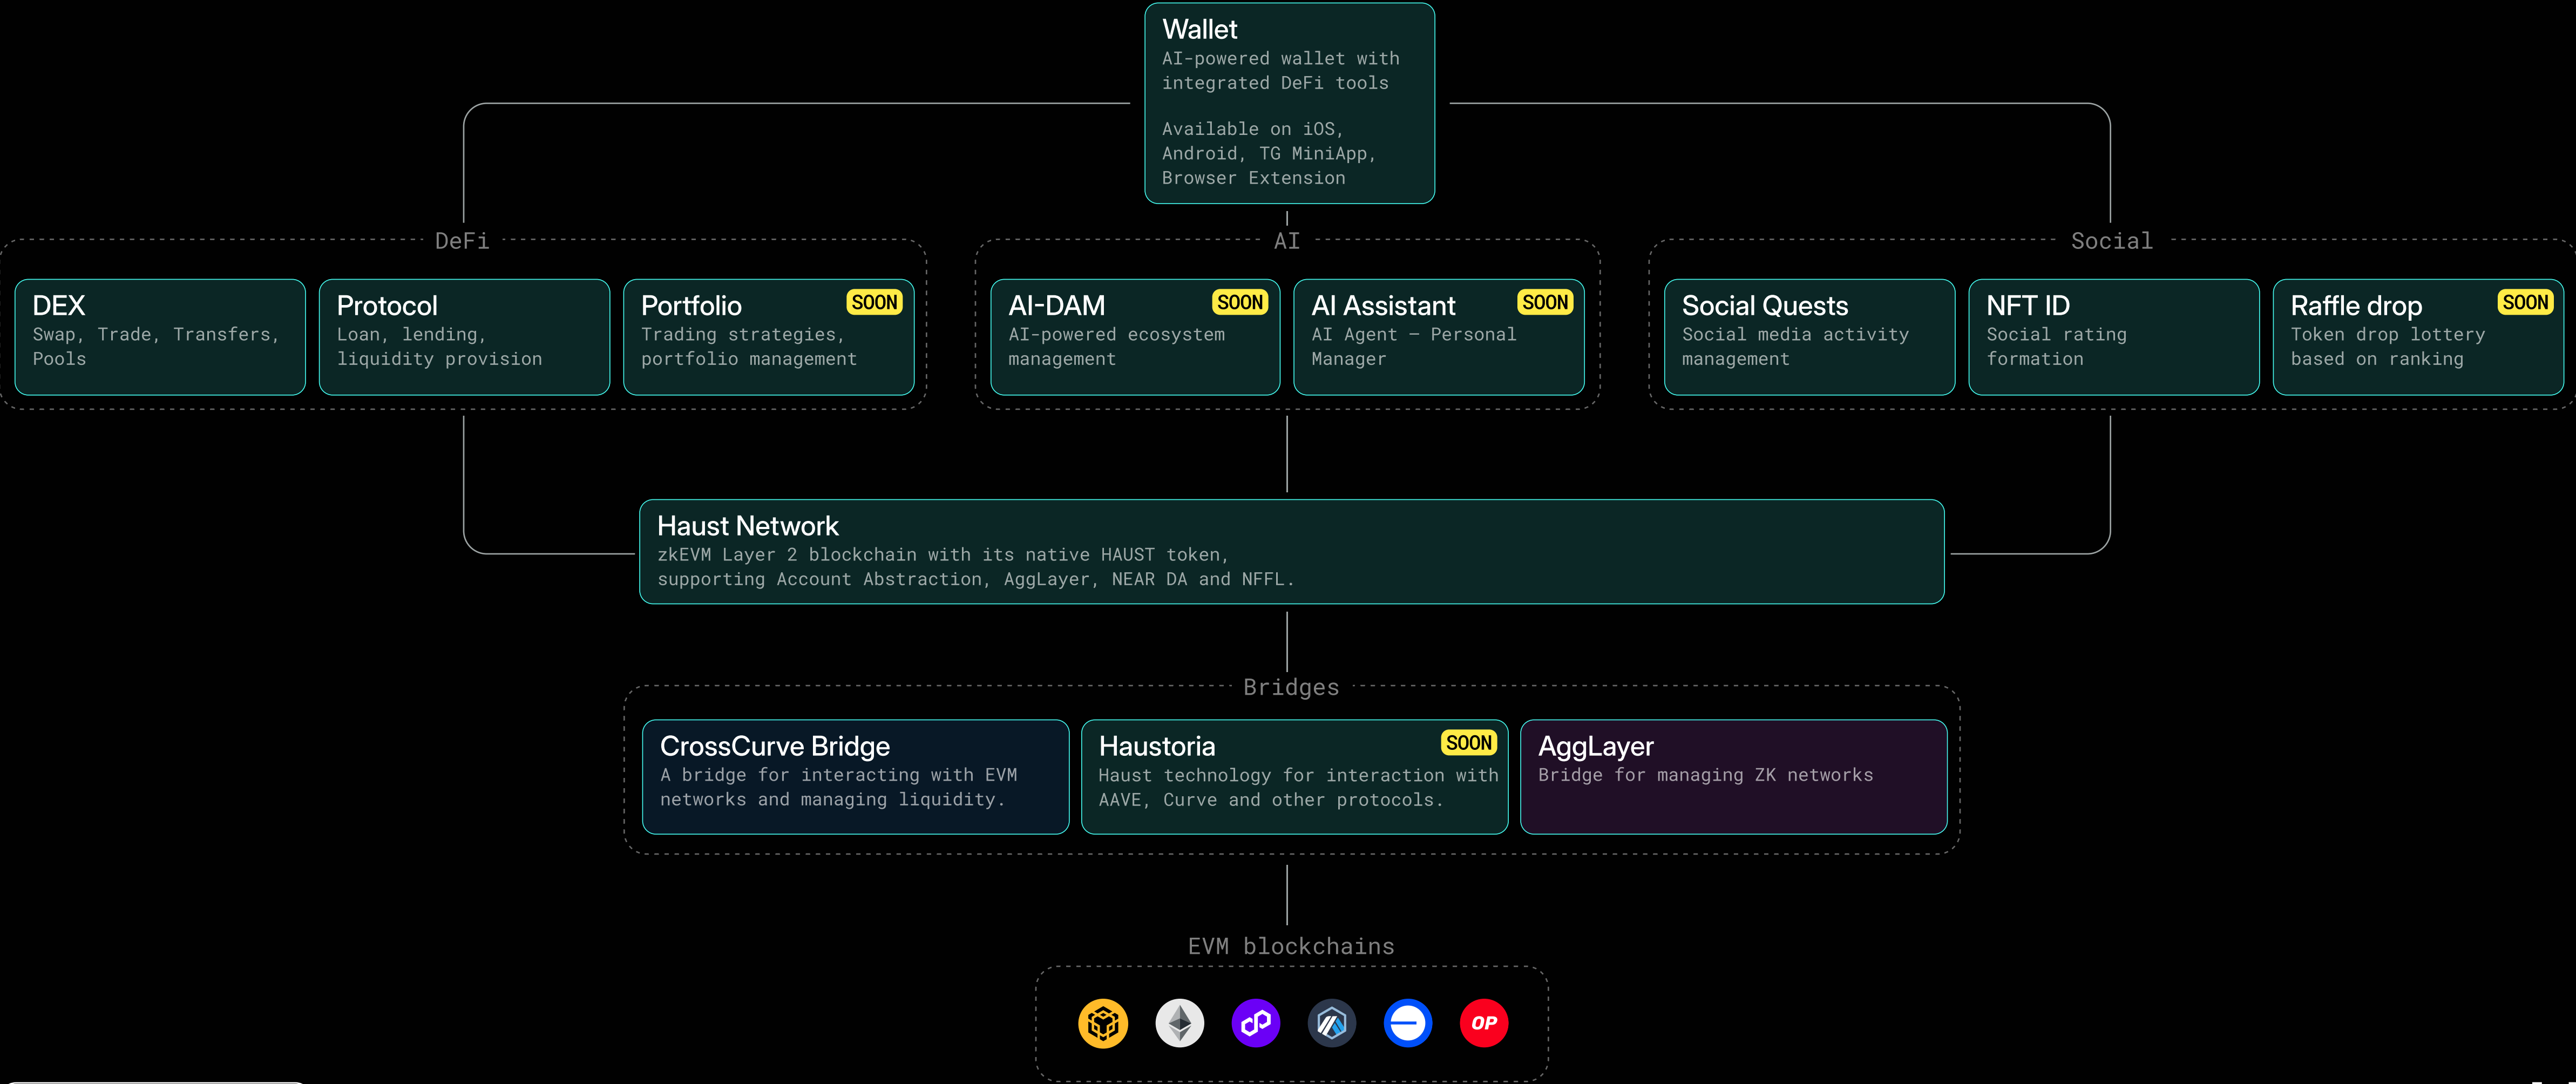 Wallet
AI-powered wallet with
integrated DeFi tools
Available on iOS,
Android, TG MiniApp,
Browser Extension
DeFi
DEX
Swap, Trade, Transfers,
Pools
Protocol
Loan, lending,
liquidity provision
Portfolio
SOON
Trading strategies,
portfolio management
AI
AI-DAM
SOON
AI-powered ecosystem
management
AI Assistant
SOON
AI Agent — Personal
Manager
Social
Social Quests
Social media activity
management
NFT ID
Social rating
formation
Raffle drop
SOON
Token drop lottery
based on ranking
Haust Network
zkEVM Layer 2 blockchain with its native HAUST token,
supporting Account Abstraction, AggLayer, NEAR DA and NFFL.
Bridges
CrossCurve Bridge
A bridge for interacting with EVM
networks and managing liquidity.
Haustoria
SOON
Haust technology for interaction with
AAVE, Curve and other protocols.
AggLayer
Bridge for managing ZK networks
EVM blockchains
OP